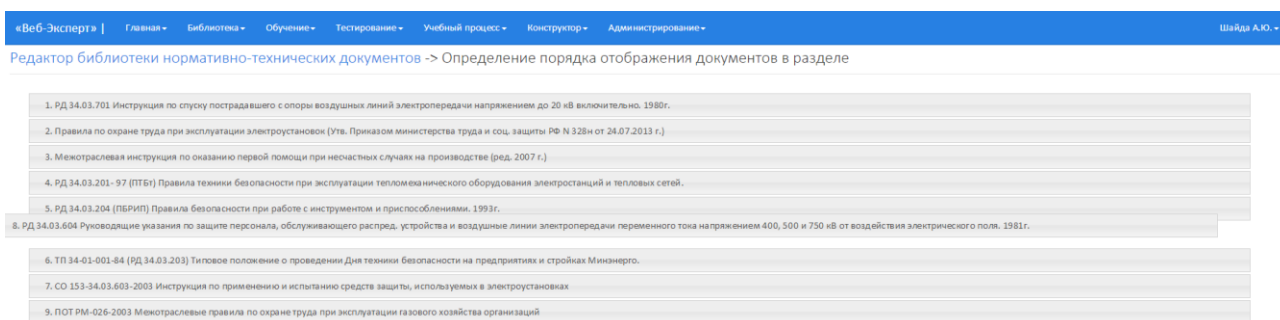 «Веб-Эксперт» | Главная Библиотека Обучение Тестирование Учебный процесс Конструктор Администрирование Шайда А.Ю.
Редактор библиотеки нормативно-технических документов -> Определение порядка отображения документов в разделе
1. РД 34.03.701 Инструкция по спуску пострадавшего с опоры воздушных линий электропередачи напряжением до 20 кВ включительно. 1980г.
2. Правила по охране труда при эксплуатации электроустановок (Утв. Приказом министерства труда и соц. защиты РФ N 328н от 24.07.2013 г.)
3. Межотраслевая инструкция по оказанию первой помощи при несчастных случаях на производстве (ред. 2007 г.)
4. РД 34.03.201- 97 (ПТБт) Правила техники безопасности при эксплуатации тепломеханического оборудования электростанций и тепловых сетей.
5. РД 34.03.204 (ПБРИП) Правила безопасности при работе с инструментом и приспособлениями. 1993г.
8. РД 34.03.604 Руководящие указания по защите персонала, обслуживающего распред. устройства и воздушные линии электропередачи переменного тока напряжением 400, 500 и 750 кВ от воздействия электрического поля. 1981г.
6. ТП 34-01-001-84 (РД 34.03.203) Типовое положение о проведении Дня техники безопасности на предприятиях и стройках Минэнерго.
7. СО 153-34.03.603-2003 Инструкция по применению и испытанию средств защиты, используемых в электроустановках
9. ПОТ РМ-026-2003 Межотраслевые правила по охране труда при эксплуатации газового хозяйства организаций